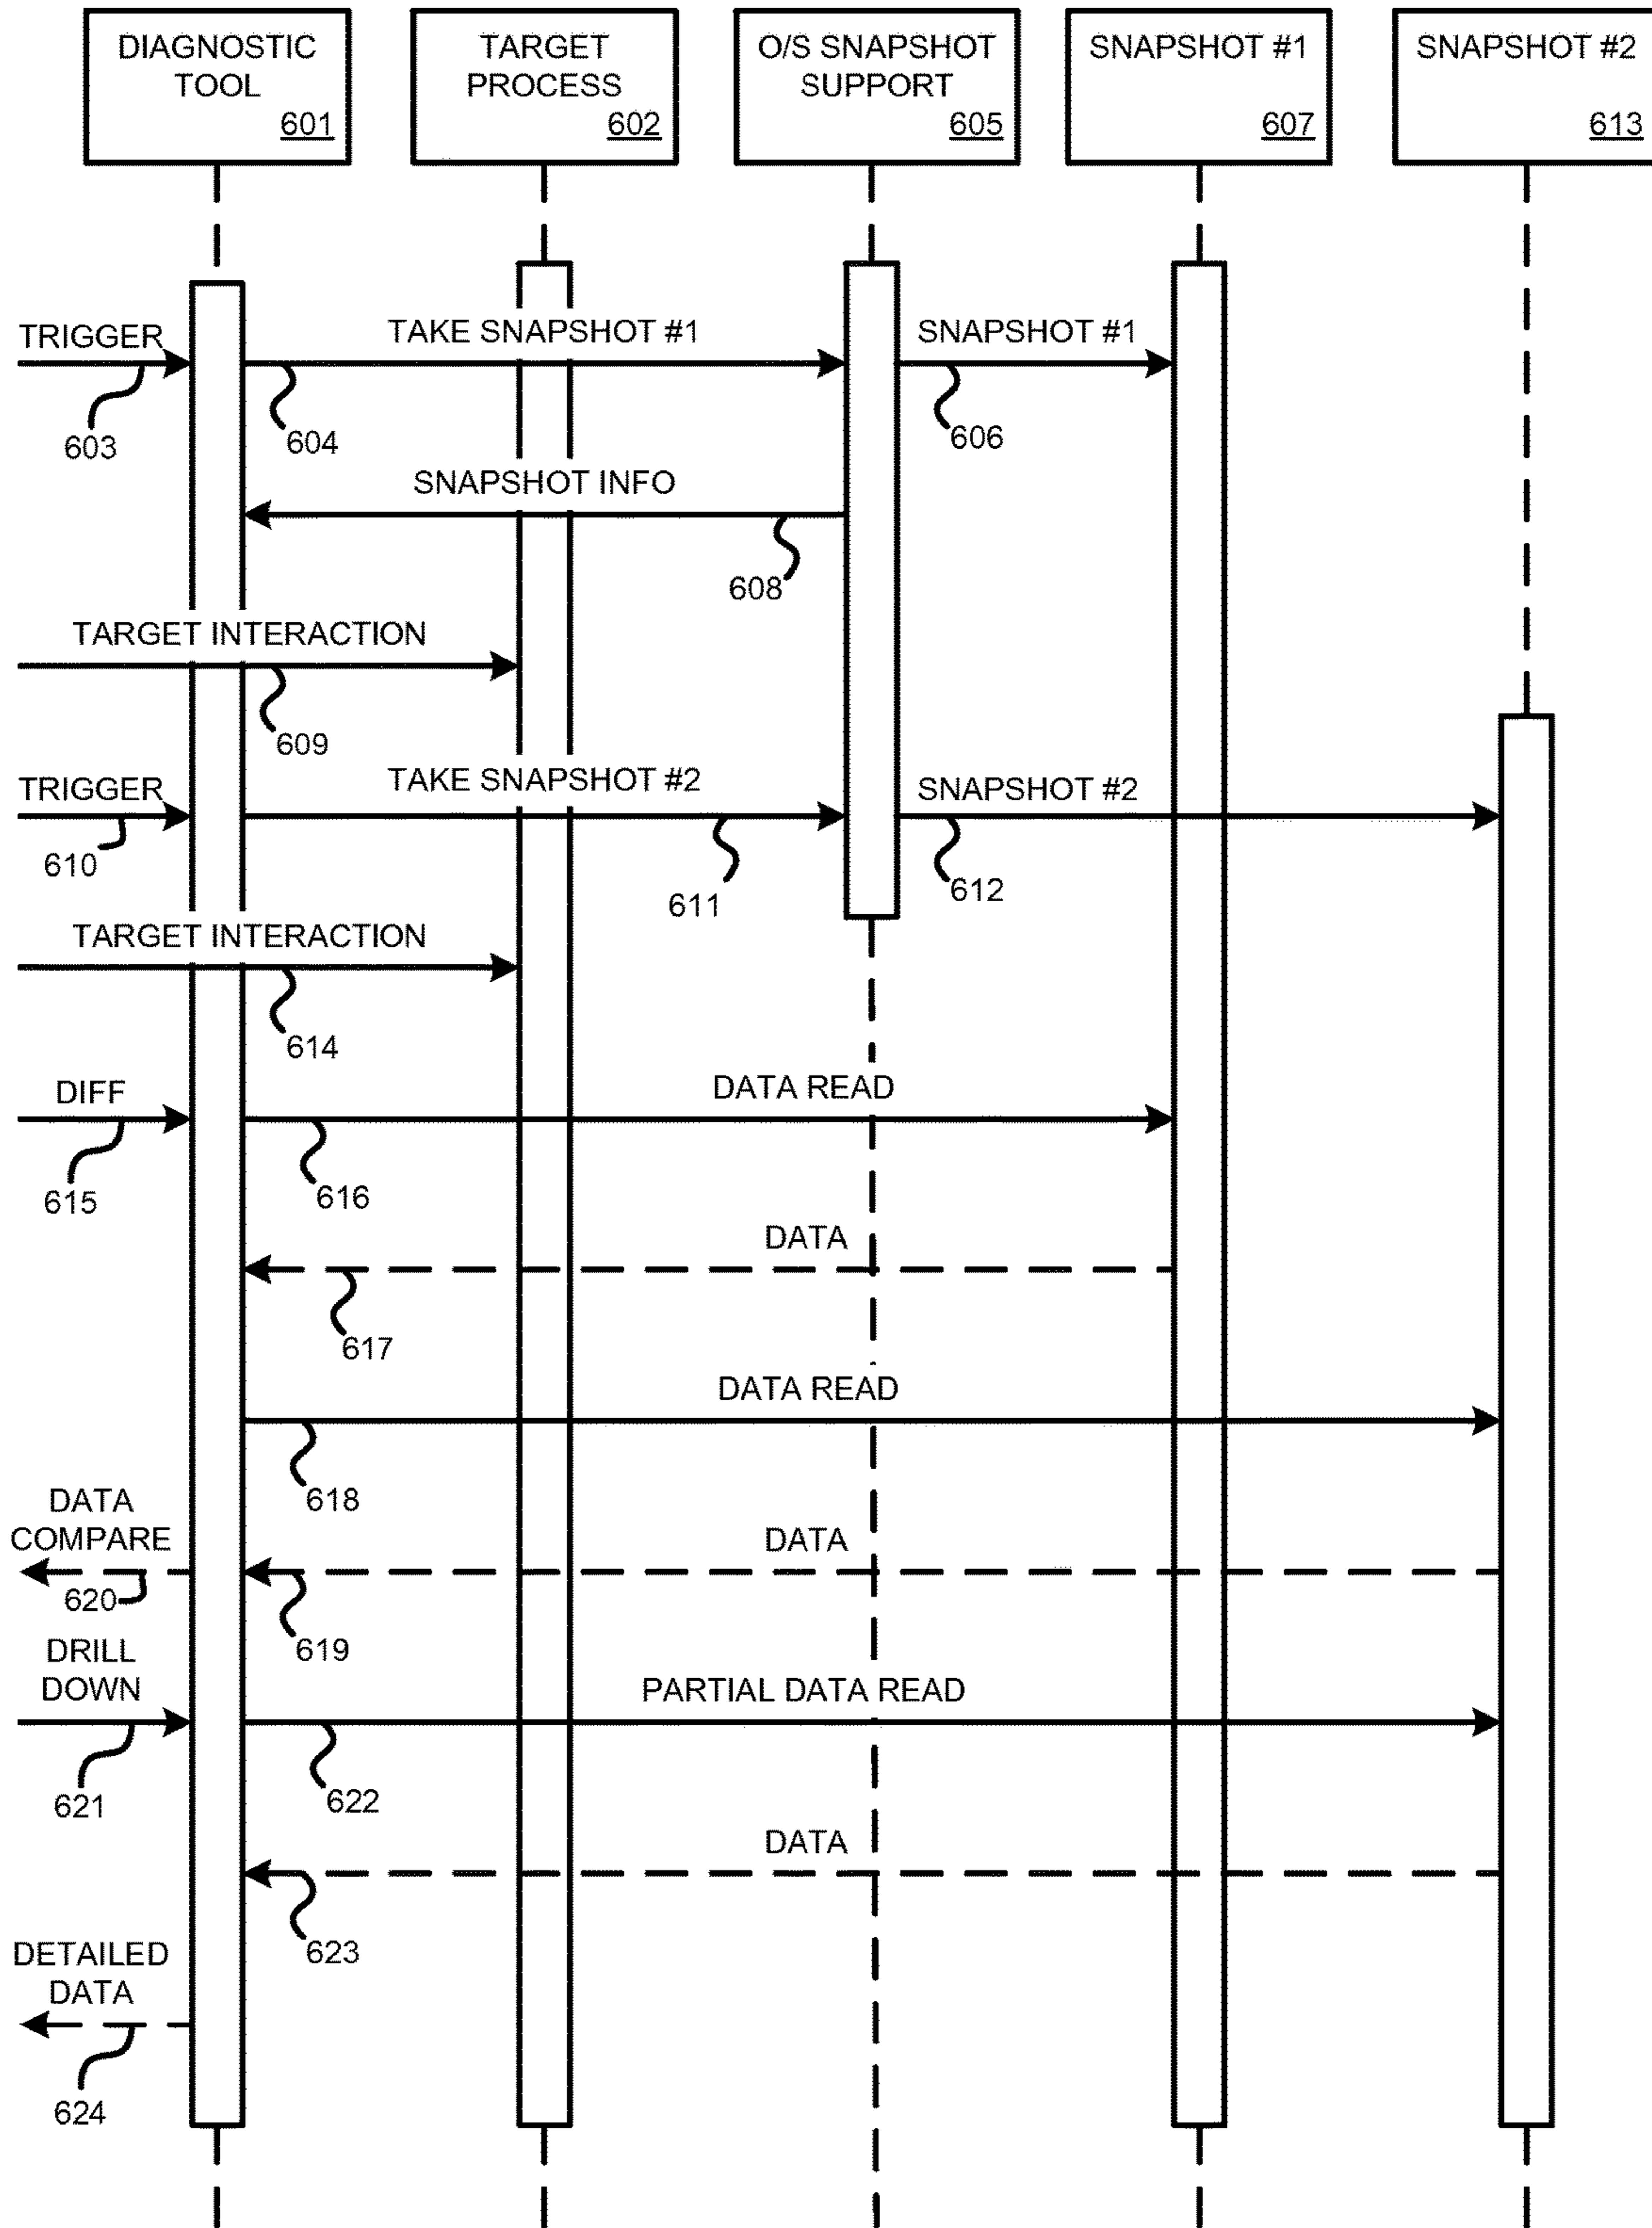 DIAGNOSTIC
TOOL
601
TARGET
PROCESS
602
O/S SNAPSHOT
SUPPORT
605
SNAPSHOT #1
607
SNAPSHOT #2
613
TRIGGER
TAKE SNAPSHOT #1
SNAPSHOT #1
603
604
606
SNAPSHOT INFO
608
TARGET INTERACTION
609
TRIGGER
TAKE SNAPSHOT #2
SNAPSHOT #2
610
611
612
TARGET INTERACTION
614
DIFF
DATA READ
615
616
DATA
617
DATA READ
618
DATA
COMPARE
DATA
620
619
DRILL
DOWN
PARTIAL DATA READ
621
622
DATA
623
DETAILED
DATA
624